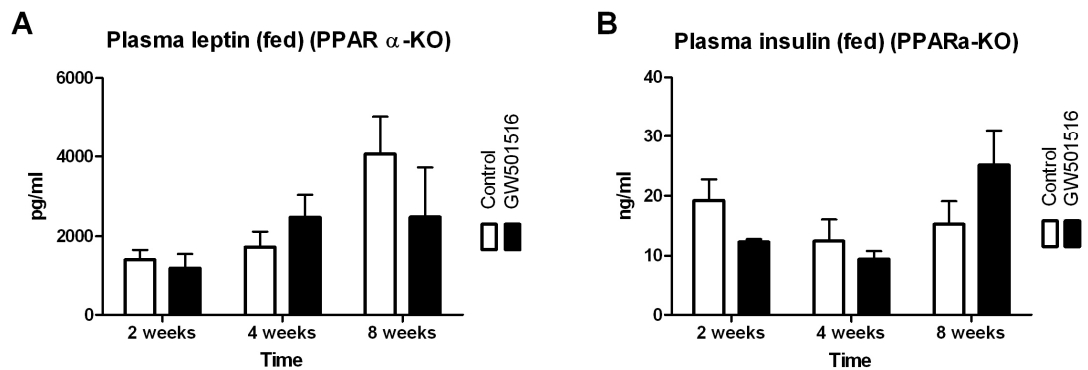 A
Plasma leptin (fed) (PPAR α-KO)
6000
4000
2000
0
pg/ml
2 weeks
4 weeks
8 weeks
Time
Control
GW501516
B
Plasma insulin (fed) (PPARa-KO)
40
30
20
10
0
ng/ml
2 weeks
4 weeks
8 weeks
Time
Control
GW501516